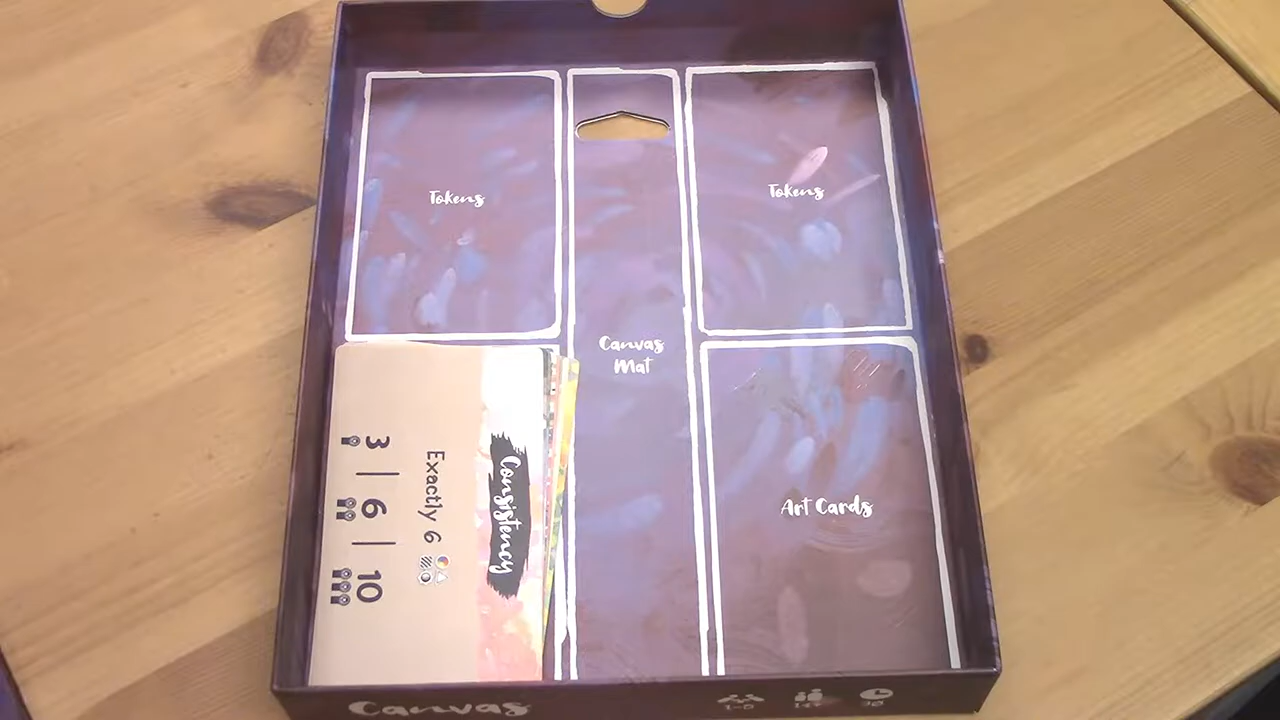 Tokens
Tokens
Canvas
Mat
Art Cards
Consistency
Exactly 6
3 | 6 | 10
Canvas